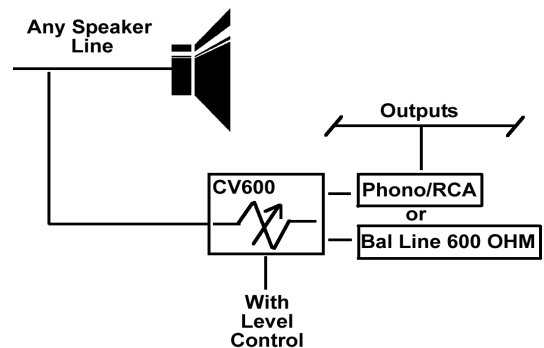 Any Speaker
Line
Outputs
CV600
Phono/RCA
or
Bal Line 600 OHM
With
Level
Control